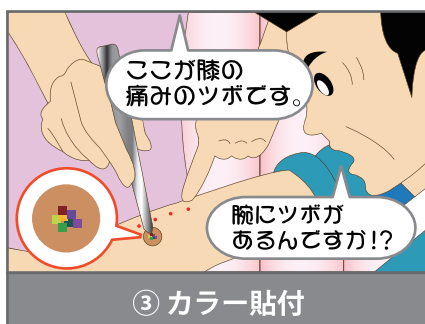 ここが膝の
痛みのツボです。
腕にツボが
あるんですか!?
③ カラー貼付